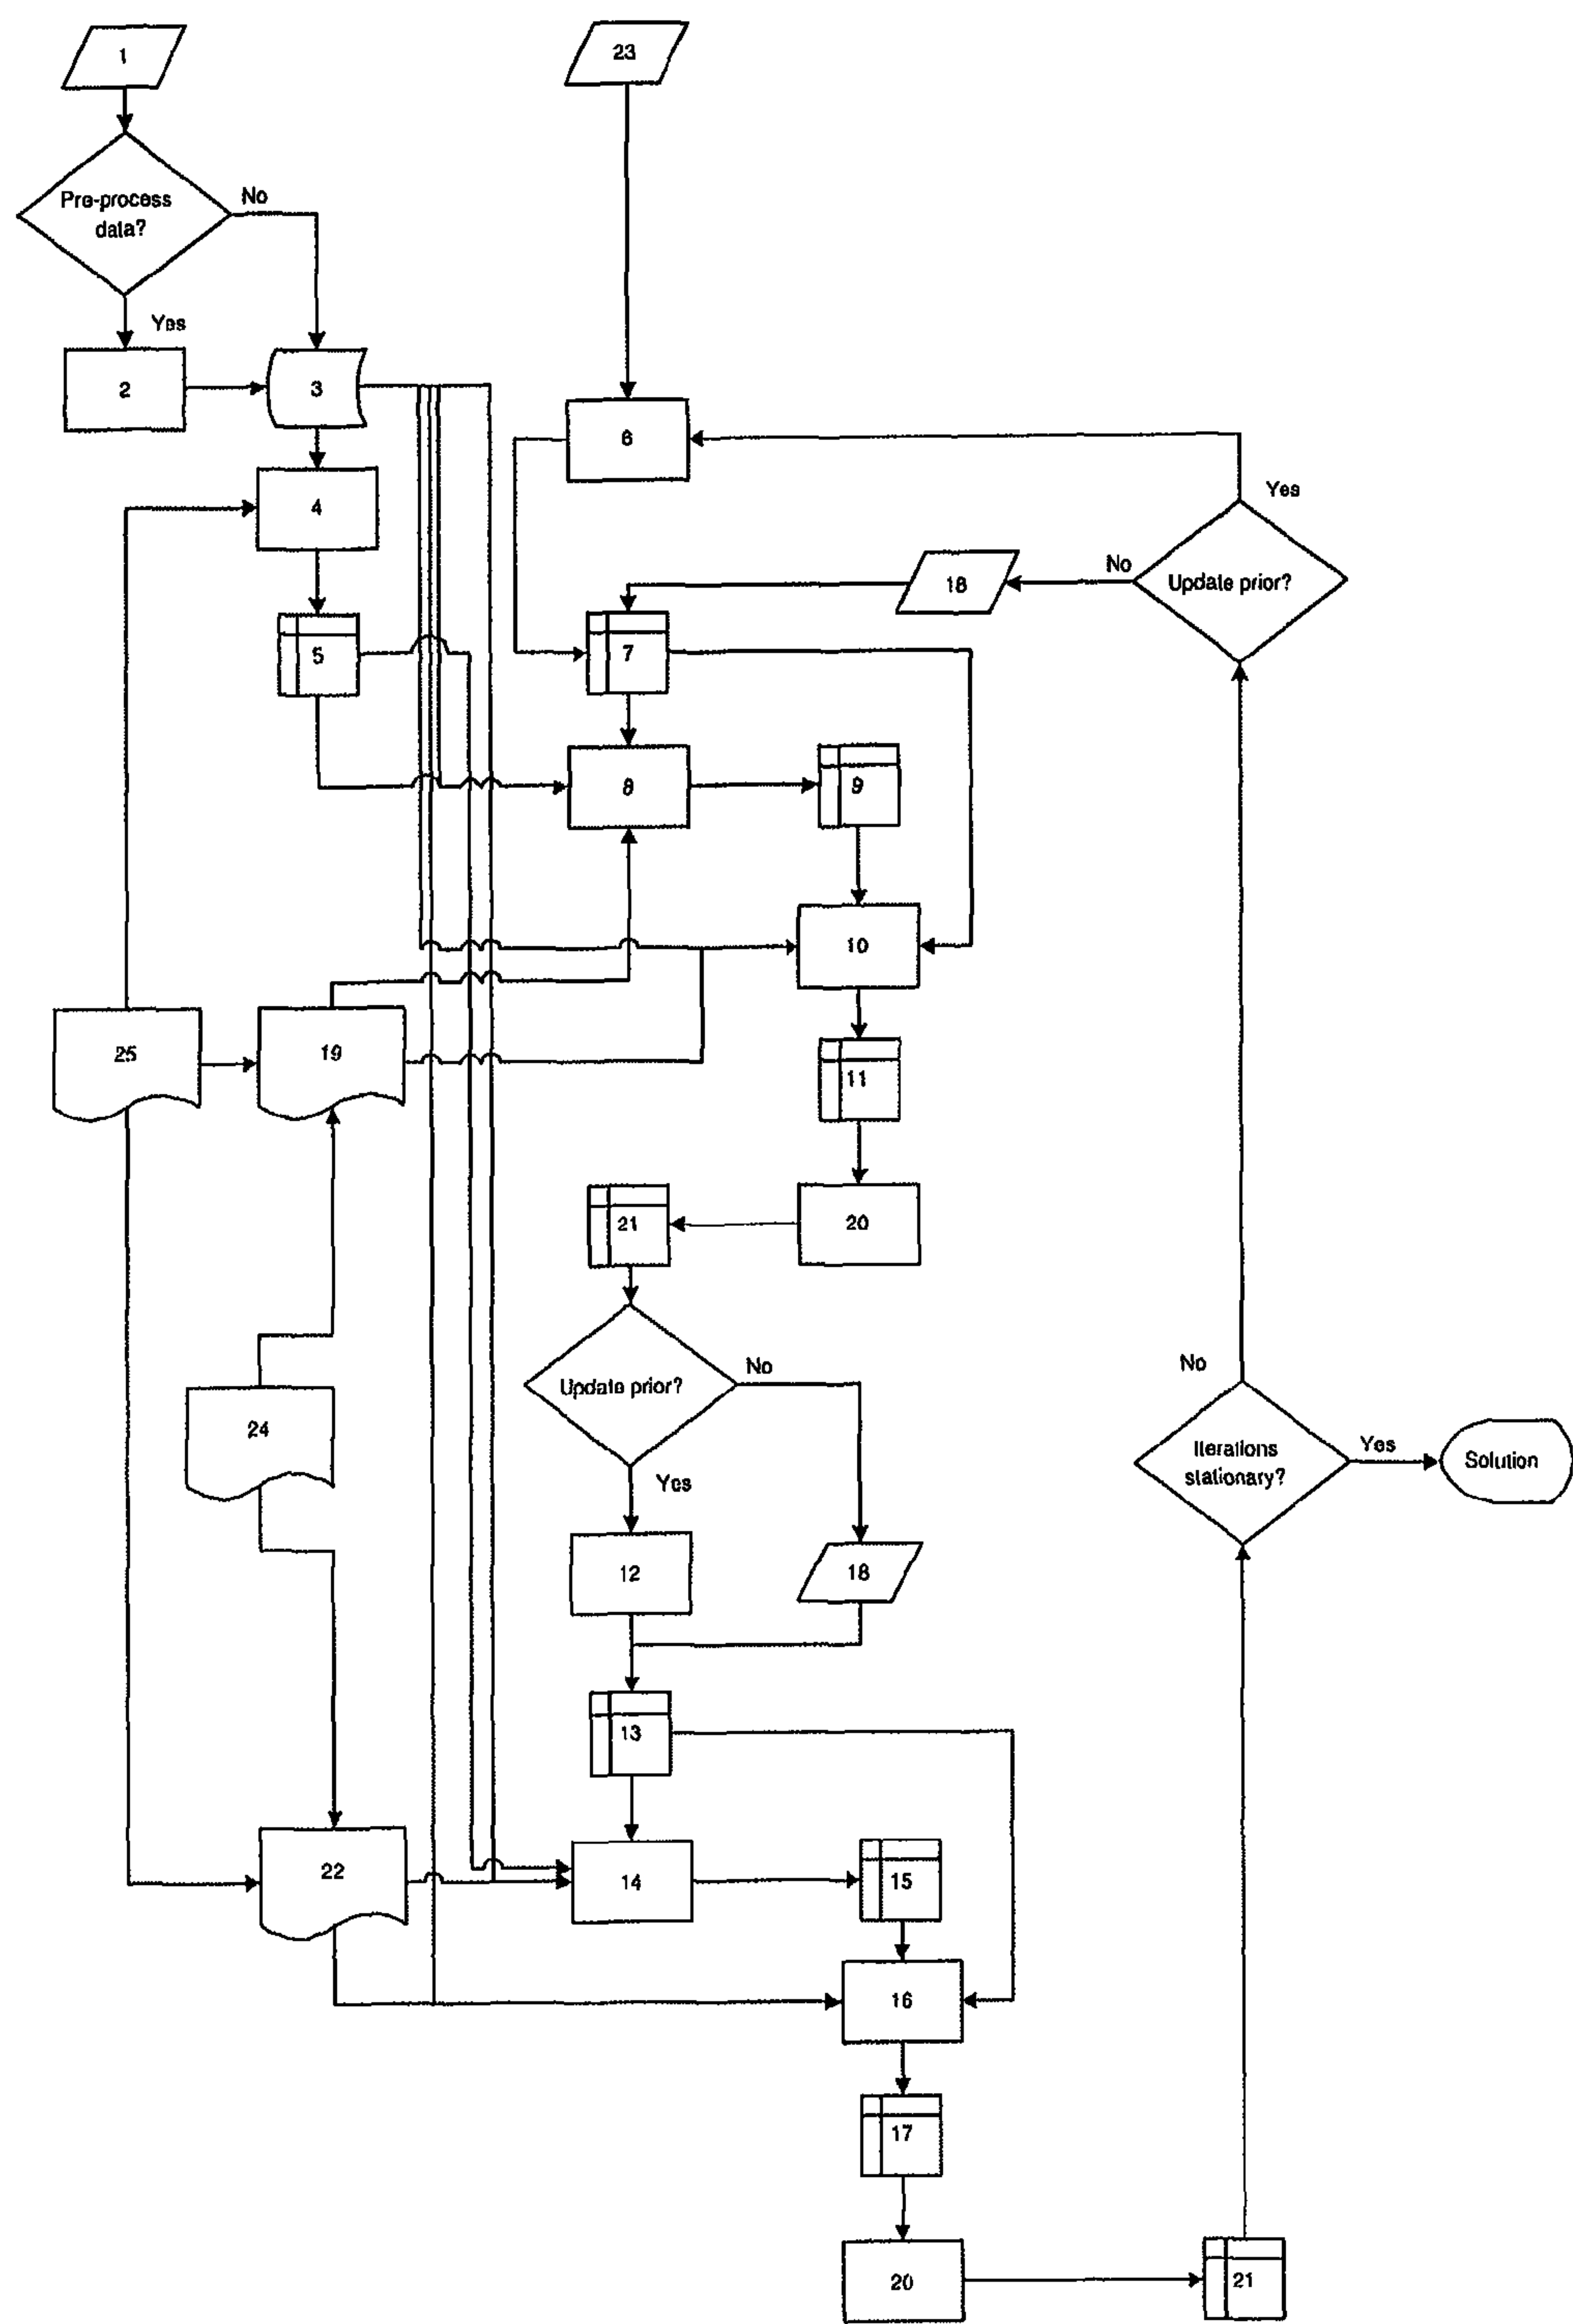 1
23
Pre-process
data?
No
Yes
2
3
6
4
Yes
Update prior?
No
18
5
7
8
9
10
25
19
11
21
20
Update prior?
No
Yes
24
No
Iterations
stationary?
Yes
Solution
12
18
13
22
14
15
16
17
20
21